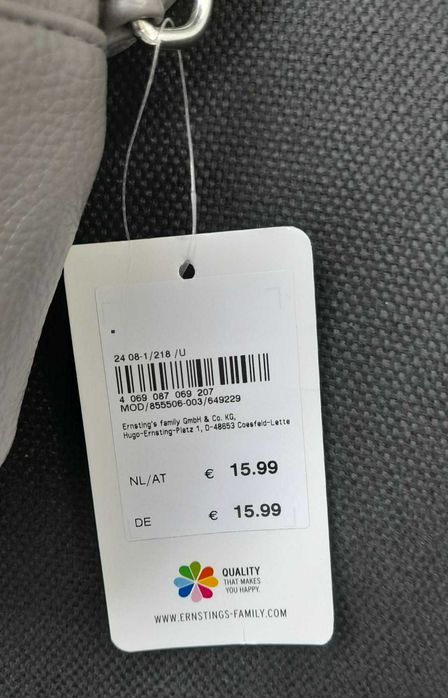 24 08-1/218 /U
4 069 087 069 207
MOD/855506-003/649229
Ernsting's family GmbH & Co. KG,
Hugo-Ernsting-Platz 1, D-48653 Coesfeld-Lette
NL/AT € 15.99
DE € 15.99
QUALITY
THAT MAKES
YOU HAPPY.
WWW.ERNSTINGS-FAMILY.COM